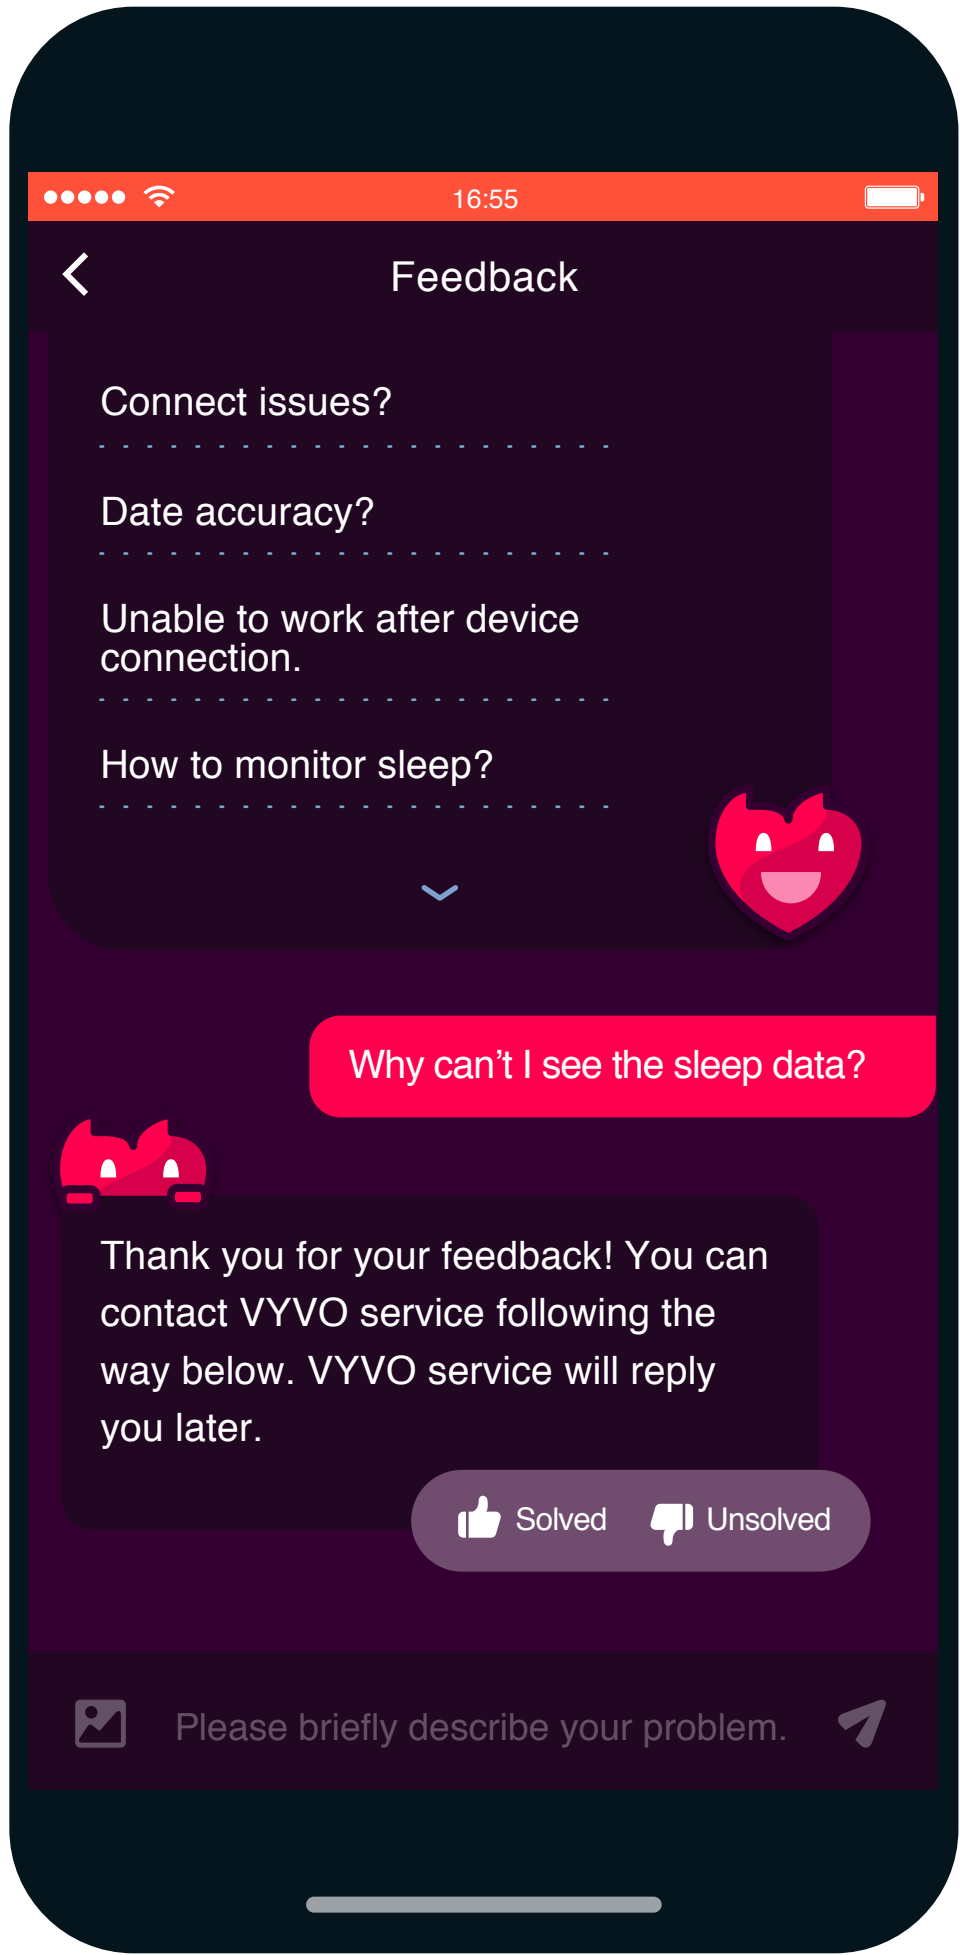 16:55
Feedback
Connect issues?
Date accuracy?
Unable to work after device
connection.
How to monitor sleep?
Why can’t I see the sleep data?
Thank you for your feedback! You can
contact VYVO service following the
way below. VYVO service will reply
you later.
Solved Unsolved
Please briefly describe your problem.